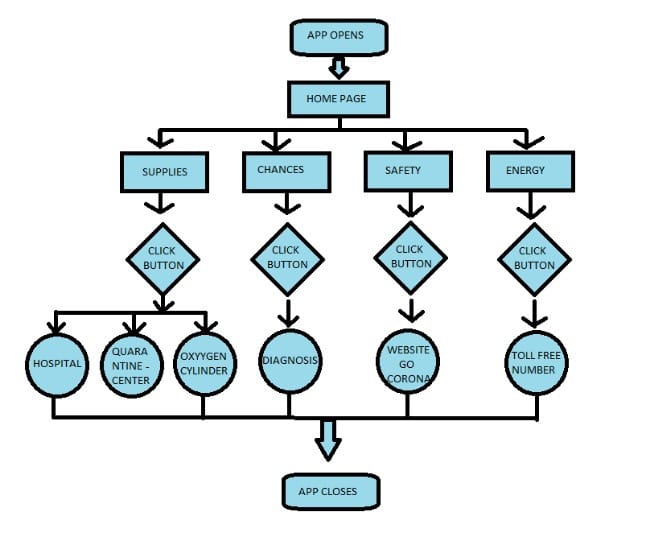 APP OPENS
HOME PAGE
SUPPLIES
CHANCES
SAFETY
ENERGY
CLICK
BUTTON
CLICK
BUTTON
CLICK
BUTTON
CLICK
BUTTON
HOSPITAL
QUARA
NTINE -
CENTER
OXYYGEN
CYLINDER
DIAGNOSIS
WEBSITE
GO
CORONA
TOLL FREE
NUMBER
APP CLOSES